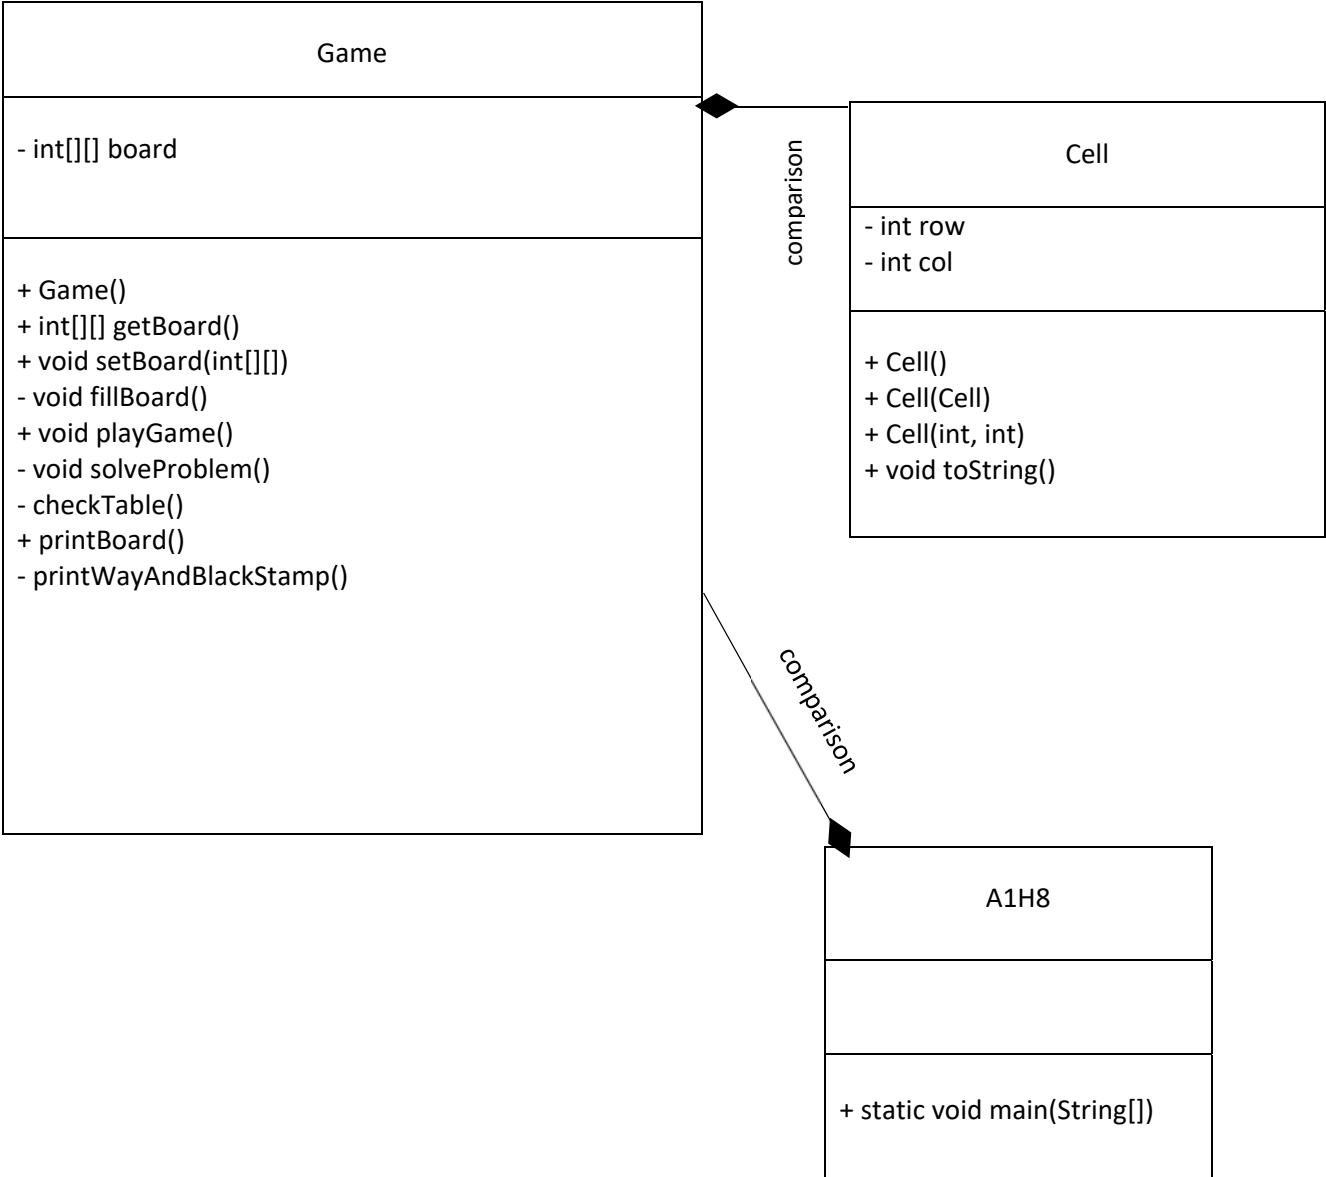 Game
- int[][] board
+ Game()
+ int[][] getBoard()
+ void setBoard(int[][])
- void fillBoard()
+ void playGame()
- void solveProblem()
- checkTable()
+ printBoard()
- printWayAndBlackStamp()
comparison
Cell
- int row
- int col
+ Cell()
+ Cell(Cell)
+ Cell(int, int)
+ void toString()
comparison
A1H8
+ static void main(String[])